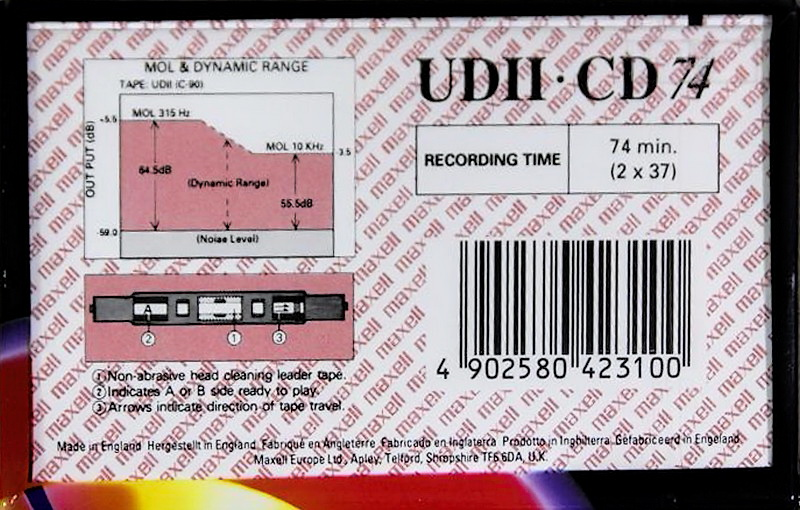 MOL & DYNAMIC RANGE
TAPE: UDII (C-90)
OUT PUT (dB)
MOL 315 Hz
+5.5
MOL 10 KHz
-3.5
64.5dB
(Dynamic Range)
55.5dB
-59.0
(Noise Level)
UDII·CD 74
RECORDING TIME
74 min.
(2 x 37)
A
2
1
3
4 902580 423100
① Non-abrasive head cleaning leader tape.
② Indicates A or B side ready to play.
③ Arrows indicate direction of tape travel.
Made in England Hergestellt in England Fabriqué en Angleterre Fabricado en Inglaterra Prodotto in Inghilterra Gefabriceerd in Engeland
Maxell Europe Ltd., Apley, Telford, Shropshire TF6 6DA, U.K.
maxell